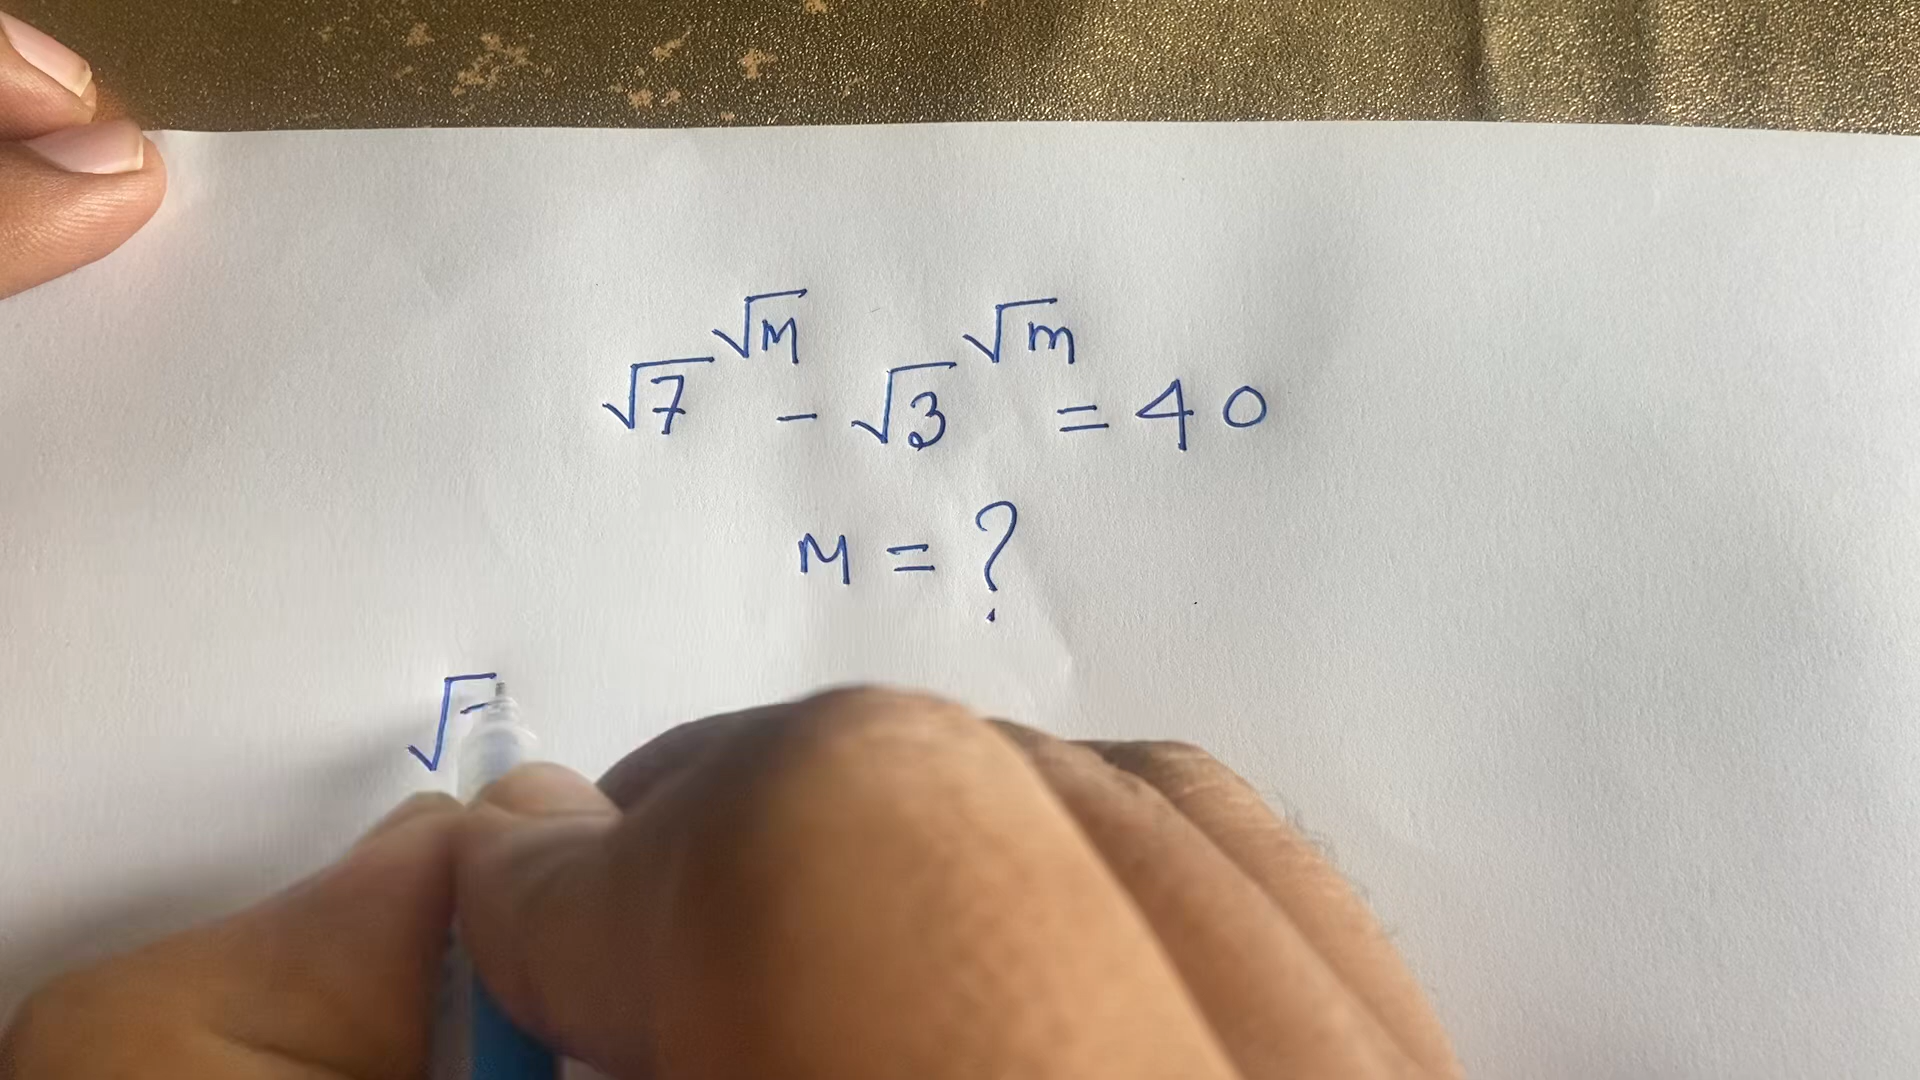 √7^√m - √3^√m = 40
m = ?
√